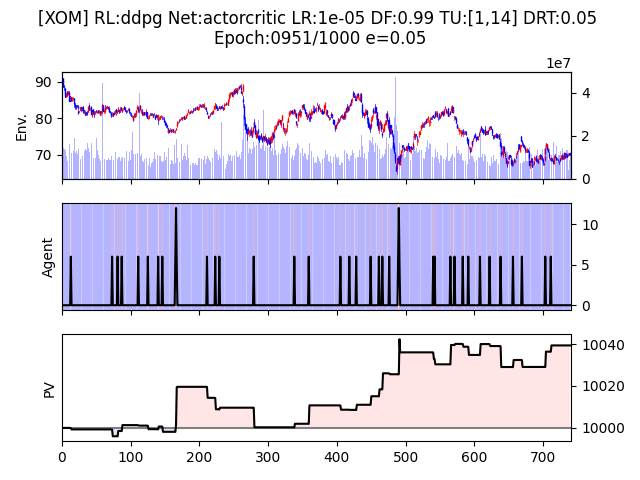 [XOM] RL:ddpg Net:actorcritic LR:1e-05 DF:0.99 TU:[1,14] DRT:0.05
Epoch:0951/1000 e=0.05
1e7
Env.
90
80
70
4
2
0
Agent
10
5
0
PV
10040
10020
10000
0 100 200 300 400 500 600 700